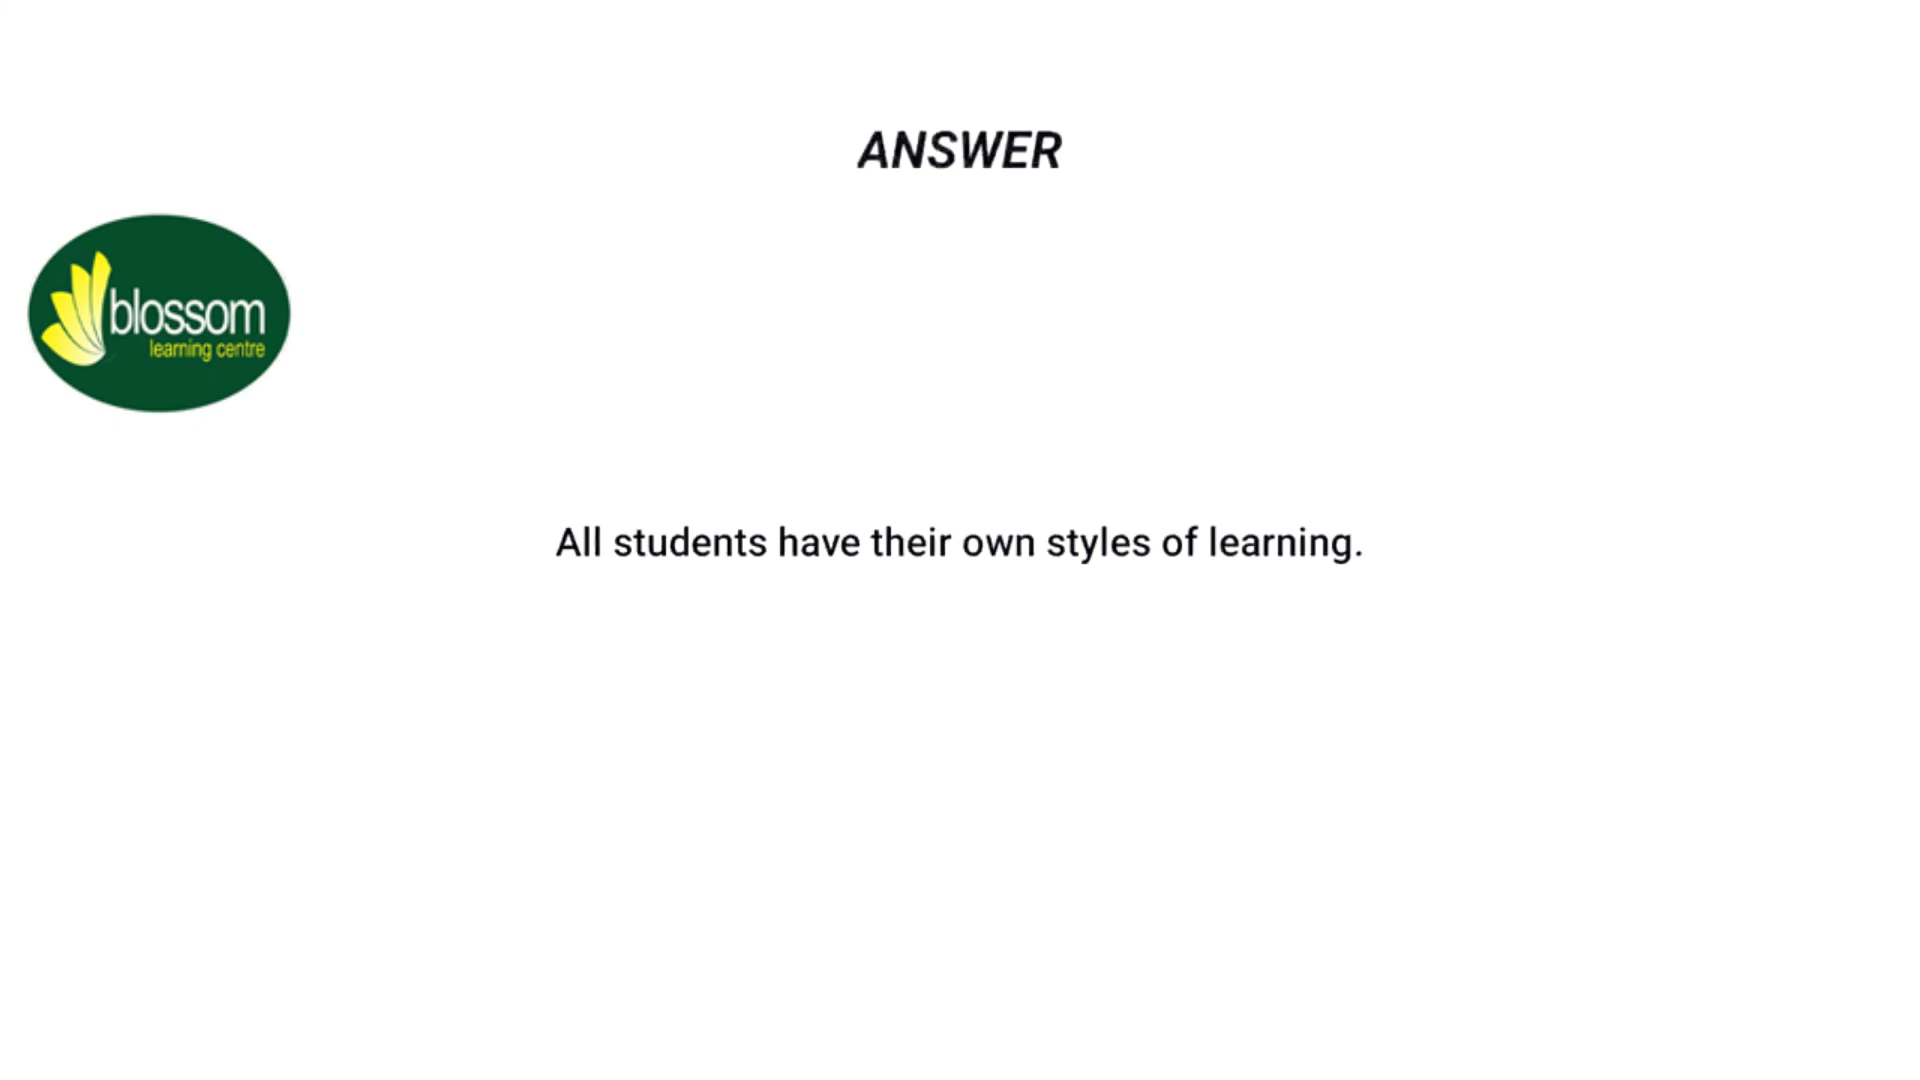 ANSWER
blossom
learning centre
All students have their own styles of learning.